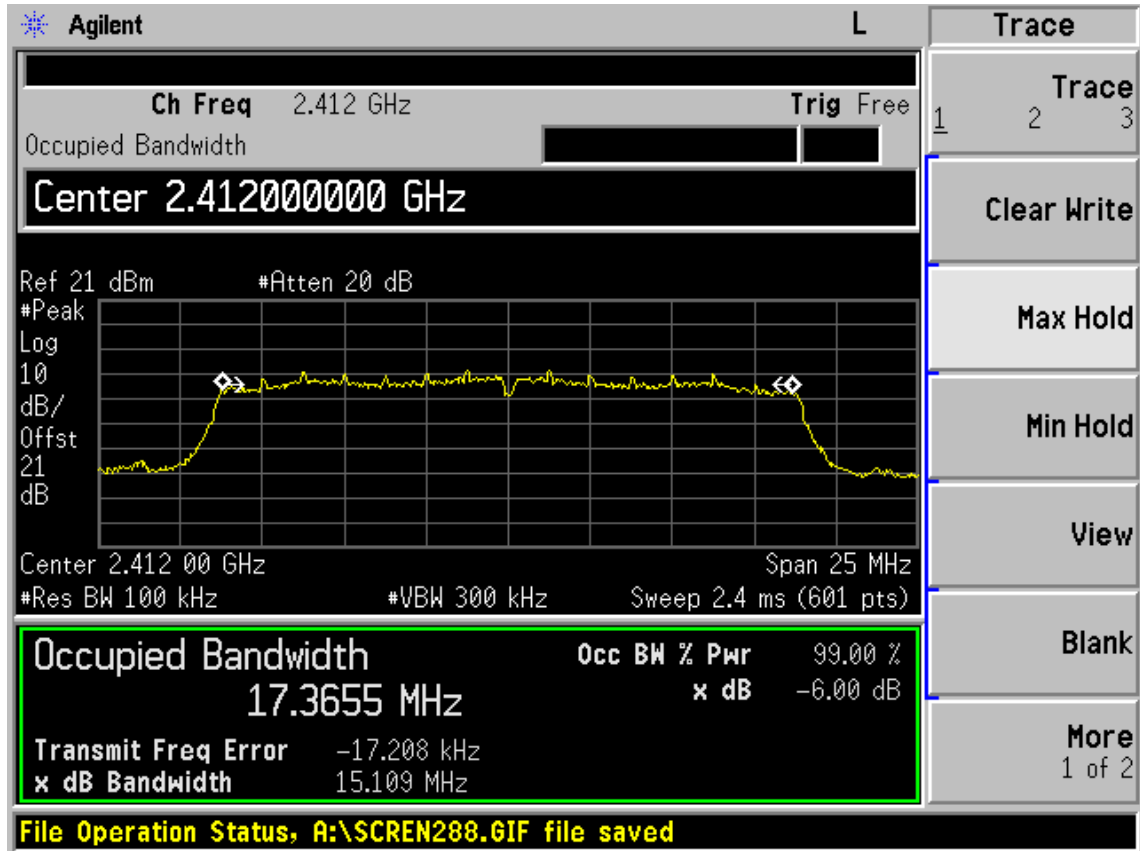 Agilent L Trace
Ch Freq 2.412 GHz Trig Free
Occupied Bandwidth
Center 2.412000000 GHz
Ref 21 dBm #Atten 20 dB
#Peak
Log
10
dB/
Offst
21
dB
Center 2.412 00 GHz Span 25 MHz
#Res BW 100 kHz #VBW 300 kHz Sweep 2.4 ms (601 pts)
Occupied Bandwidth Occ BW % Pwr 99.00 %
17.3655 MHz x dB -6.00 dB
Transmit Freq Error -17.208 kHz
x dB Bandwidth 15.109 MHz
File Operation Status, A:\SCREN288.GIF file saved
Trace
1 2 3
Clear Write
Max Hold
Min Hold
View
Blank
More
1 of 2